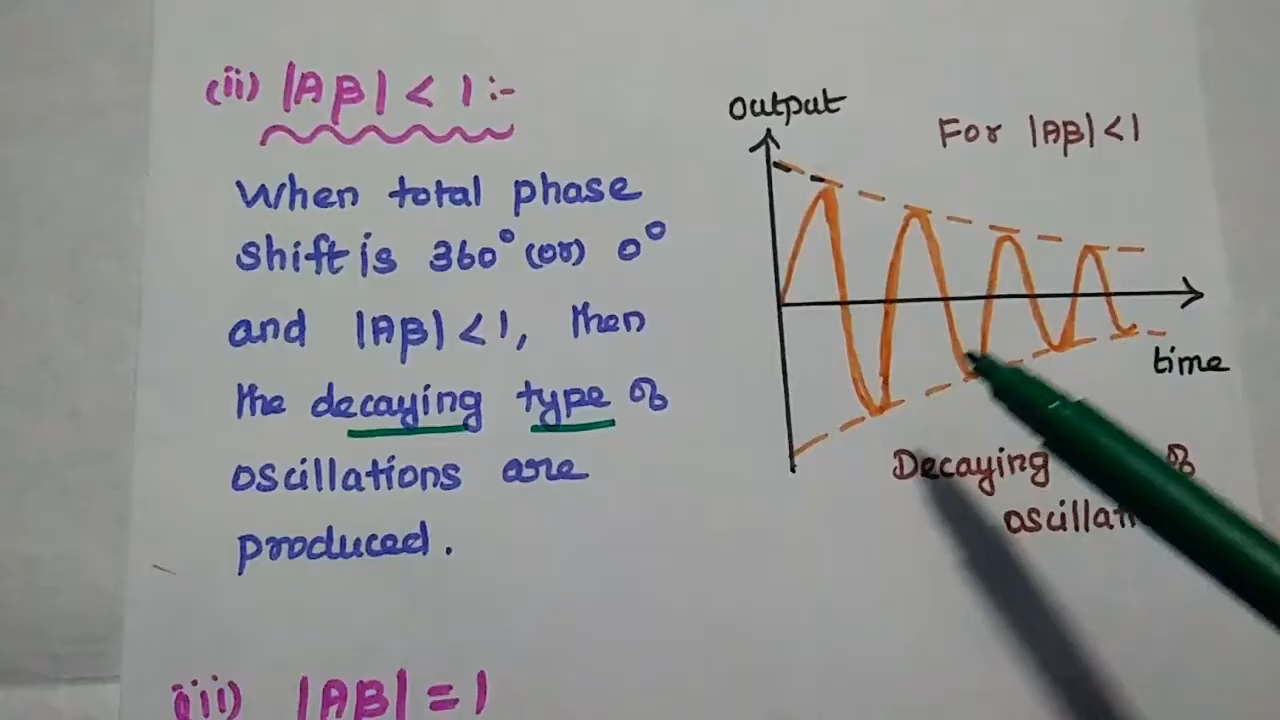 (ii) |Aβ| < 1 :-
When total phase
shift is 360° (or) 0°
and |Aβ| < 1, then
the decaying type of
oscillations are
produced.
output
For |Aβ| < 1
time
Decaying of
(iii) |Aβ| = 1